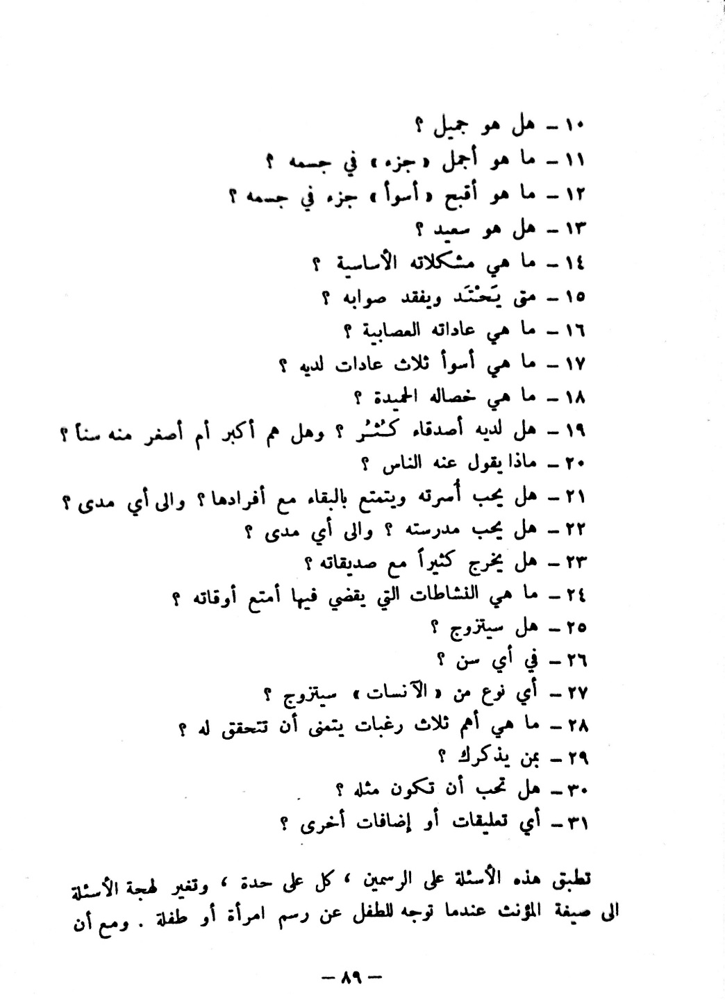 ١٠ – هل هو جميل ؟
١١ – ما هو أجمل «جزء» في جسمه ؟
١٢ – ما هو أقبح «أسوأ» جزء في جسمه ؟
١٣ – هل هو سعيد ؟
١٤ – ما هي مشكلاته الأساسية ؟
١٥ – متى يَحْتَد ويفقد صوابه ؟
١٦ – ما هي عاداته العصابية ؟
١٧ – ما هي أسوأ ثلاث عادات لديه ؟
١٨ – ما هي خصاله الحميدة ؟
١٩ – هل لديه أصدقاء كُثُر ؟ وهل هم أكبر أم أصغر منه سناً ؟
٢٠ – ماذا يقول عنه الناس ؟
٢١ – هل يحب أسرته ويتمتع بالبقاء مع أفرادها ؟ والى أي مدى ؟
٢٢ – هل يحب مدرسته ؟ والى أي مدى ؟
٢٣ – هل يخرج كثيراً مع صديقاته ؟
٢٤ – ما هي النشاطات التي يقضي فيها أمتع أوقاته ؟
٢٥ – هل سيتزوج ؟
٢٦ – في أي سن ؟
٢٧ – أي نوع من «الآنسات» سيتزوج ؟
٢٨ – ما هي أهم ثلاث رغبات يتمنى أن تتحقق له ؟
٢٩ – بمن يذكرك ؟
٣٠ – هل تحب أن تكون مثله ؟
٣١ – أي تعليقات أو إضافات أخرى ؟
تطبق هذه الأسئلة على الرسمين ، كل على حدة ، وتغير لهجة الأسئلة
الى صيغة المؤنث عندما توجه للطفل عن رسم امرأة أو طفلة . ومع أن
– ٨٩ –